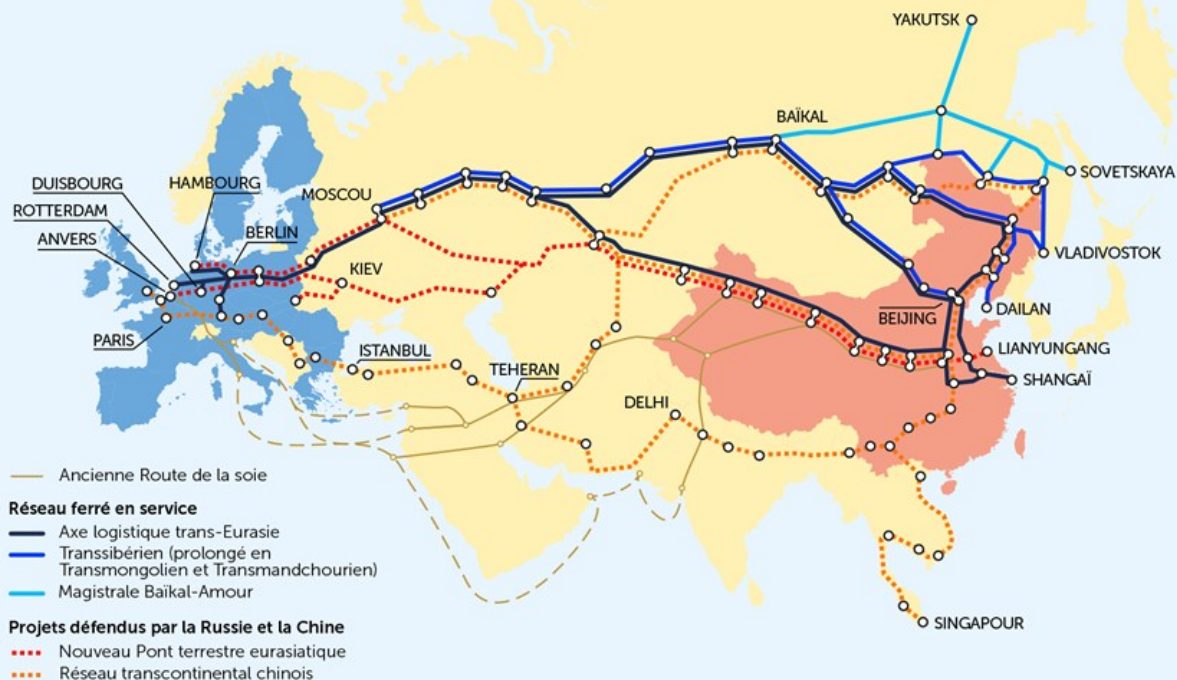 YAKUTSK
BAÏKAL
SOVETSKAYA
DUISBOURG
HAMBOURG
MOSCOU
ROTTERDAM
ANVERS
BERLIN
KIEV
VLADIVOSTOK
DAILAN
BEIJING
PARIS
ISTANBUL
LIANYUNGANG
TEHERAN
SHANGAÏ
DELHI
SINGAPOUR
Ancienne Route de la soie
Réseau ferré en service
Axe logistique trans-Eurasie
Transsibérien (prolongé en
Transmongolien et Transmandchourien)
Magistrale Baïkal-Amour
Projets défendus par la Russie et la Chine
Nouveau Pont terrestre eurasiatique
Réseau transcontinental chinois